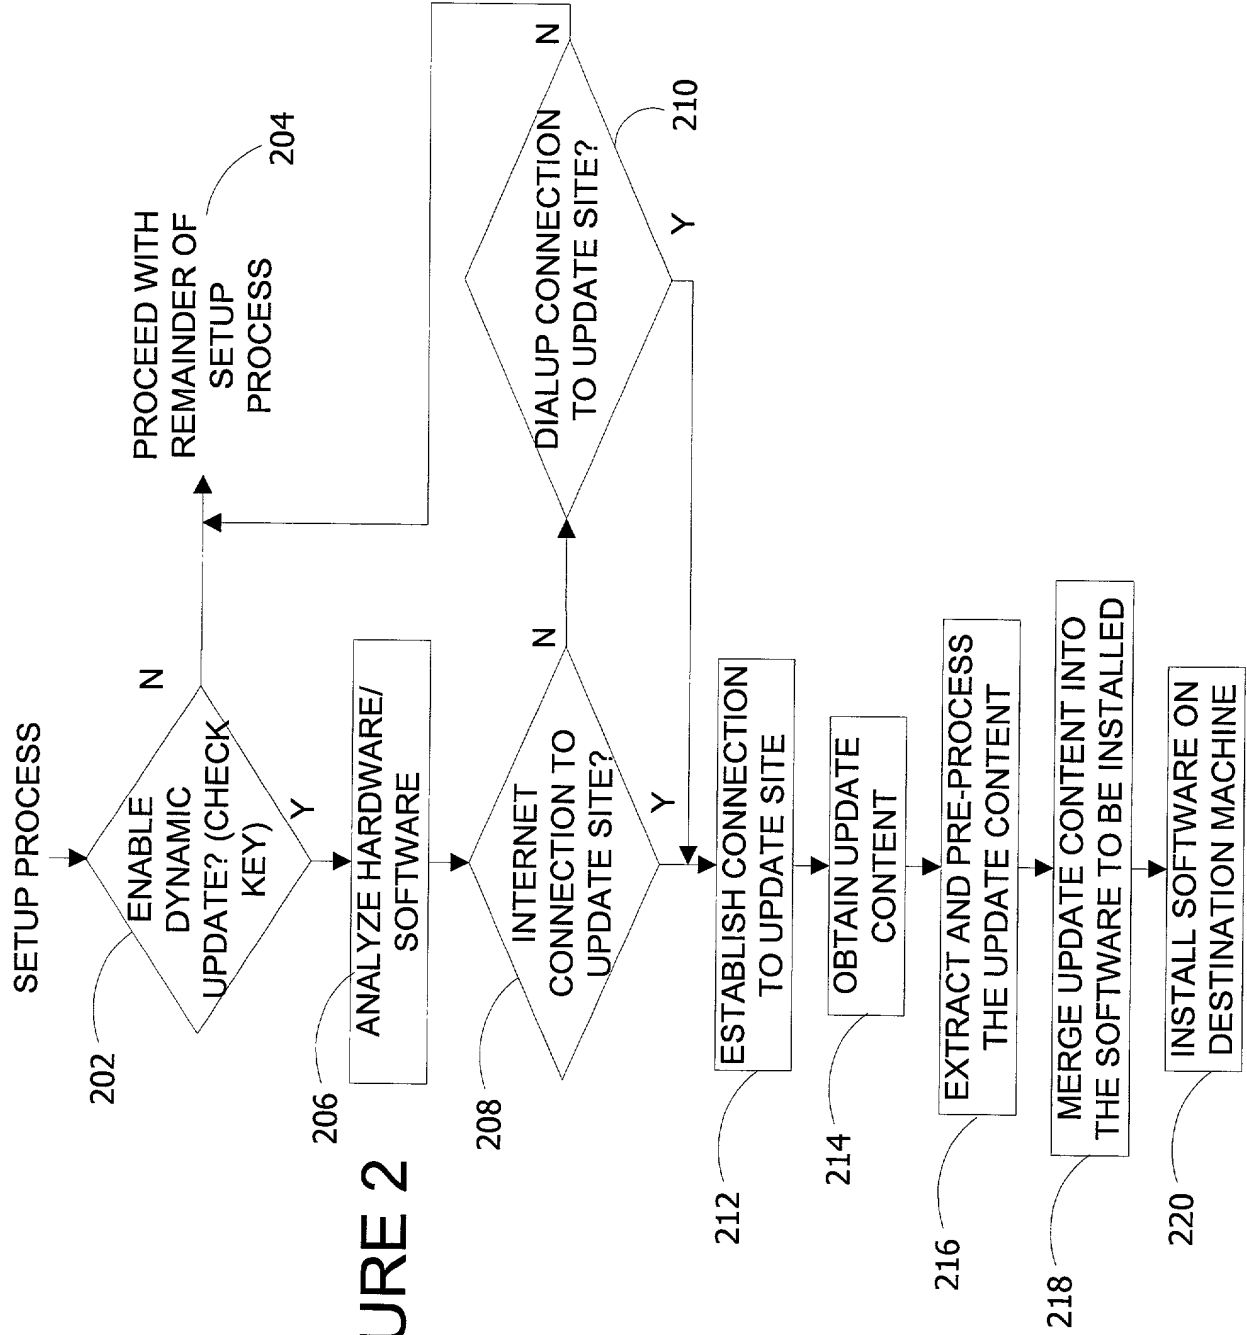 SETUP PROCESS
202
ENABLE
DYNAMIC
UPDATE? (CHECK
KEY)
N
Y
PROCEED WITH
REMAINDER OF
SETUP
PROCESS
204
206
ANALYZE HARDWARE/
SOFTWARE
208
INTERNET
CONNECTION TO
UPDATE SITE?
N
Y
DIALUP CONNECTION
TO UPDATE SITE?
N
Y
210
212
ESTABLISH CONNECTION
TO UPDATE SITE
214
OBTAIN UPDATE
CONTENT
216
EXTRACT AND PRE-PROCESS
THE UPDATE CONTENT
218
MERGE UPDATE CONTENT INTO
THE SOFTWARE TO BE INSTALLED
220
INSTALL SOFTWARE ON
DESTINATION MACHINE
URE 2